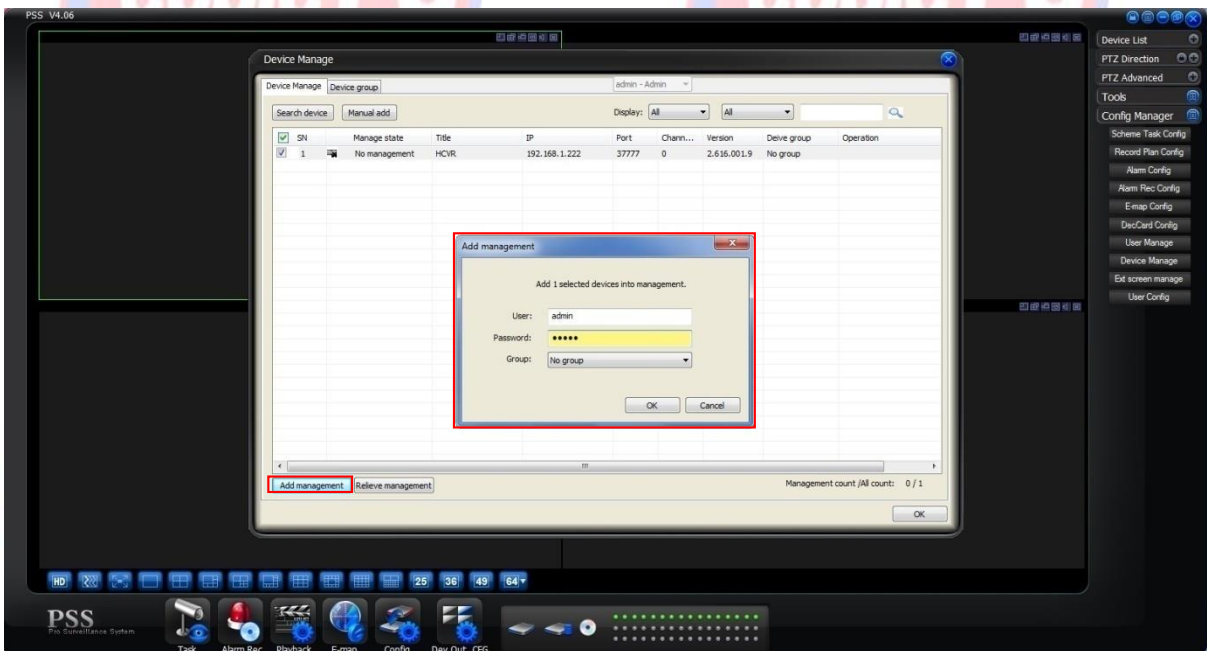 PSS V4.06
Device List
PTZ Direction
PTZ Advanced
Tools
Config Manager
Scheme Task Config
Record Plan Config
Alarm Config
Alarm Rec Config
E-map Config
DecCard Config
User Manage
Device Manage
Ext screen manage
User Config
Device Manage
Device Manage Device group admin - Admin
Search device Manual add Display: All All
SN Manage state Title IP Port Chann... Version Deive group Operation
1 No management HCVR 192.168.1.222 37777 0 2.616.001.9 No group
Add management
Add 1 selected devices into management.
User: admin
Password: •••••
Group: No group
OK Cancel
Add management Relieve management Management count /All count: 0 / 1
OK
HD 25 36 49 64
PSS
Pro Surveillance System
Task Alarm Rec Playback E-map Config Dev Out CFG